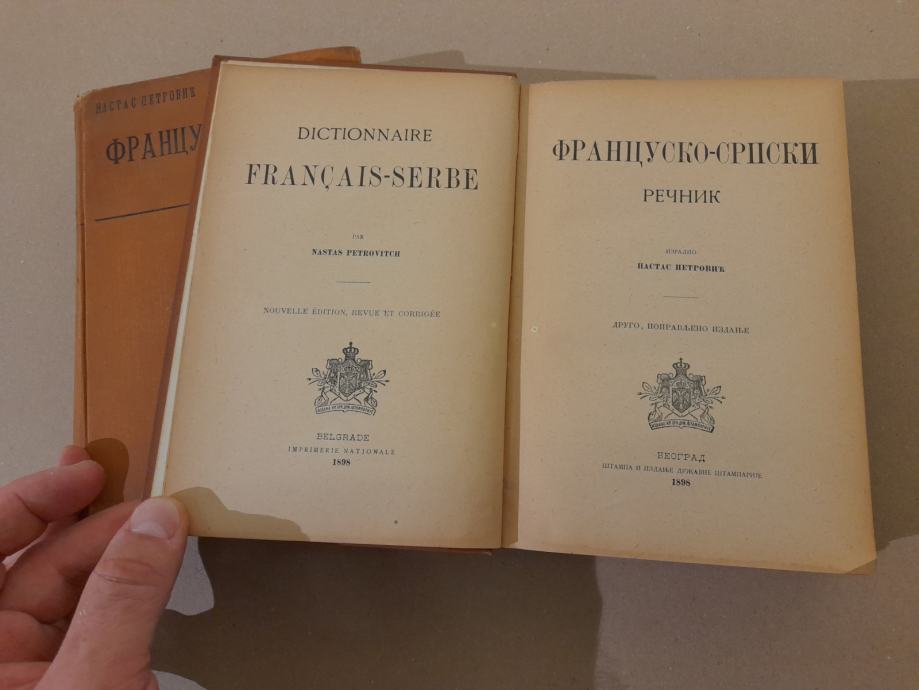 НАСТАС ПЕТРОВИЋ
ФРАНЦУ
DICTIONNAIRE
FRANÇAIS-SERBE
PAR
NASTAS PETROVITCH
NOUVELLE ÉDITION, REVUE ET CORRIGÉE
BELGRADE
IMPRIMERIE NATIONALE
1898
ФРАНЦУСКО-СРПСКИ
РЕЧНИК
ИЗРАДИО
НАСТАС ПЕТРОВИЋ
ДРУГО, ПОПРАВЉЕНО ИЗДАЊЕ
БЕОГРАД
ШТАМПА И ИЗДАЊЕ ДРЖАВНЕ ШТАМПАРИЈЕ
1898